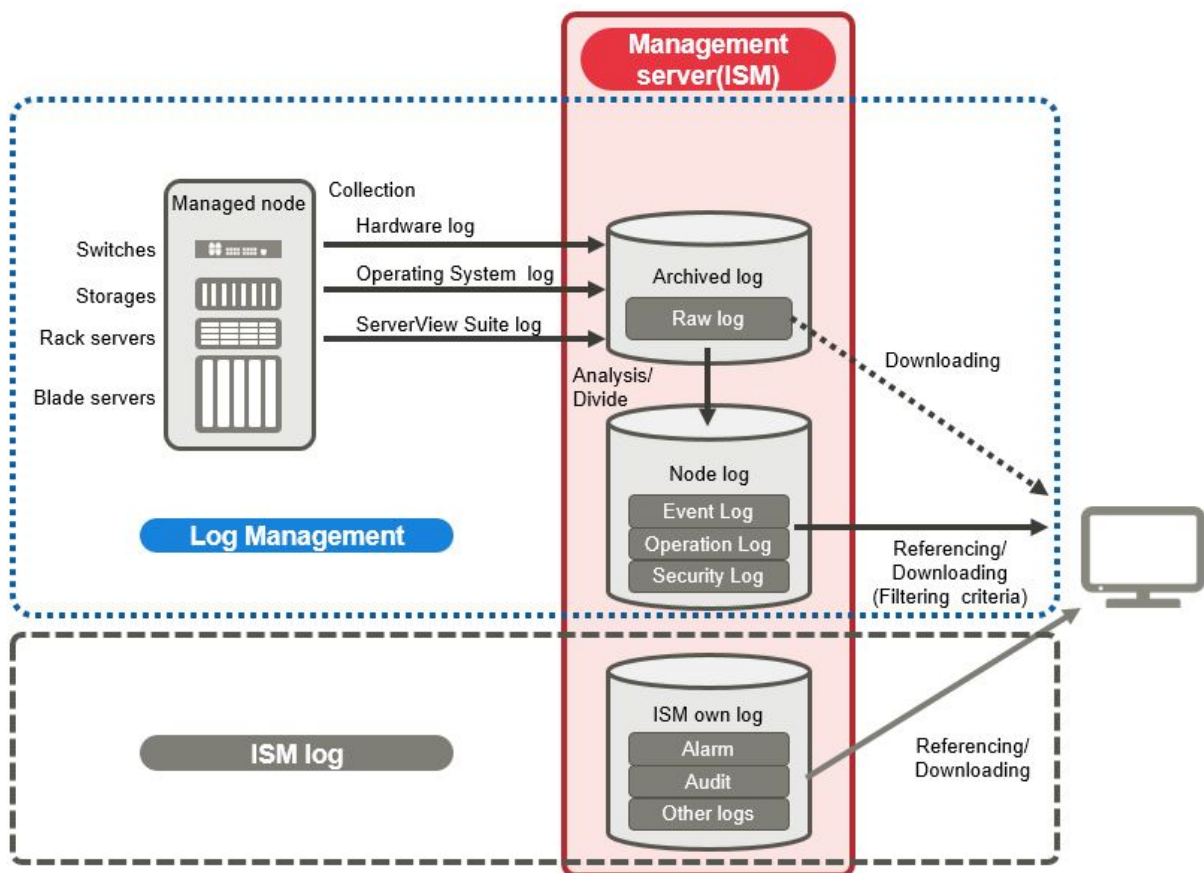 Management
server(ISM)
Managed node
Switches
Storages
Rack servers
Blade servers
Collection
Hardware log
Operating System log
ServerView Suite log
Archived log
Raw log
Downloading
Analysis/
Divide
Node log
Event Log
Operation Log
Security Log
Referencing/
Downloading
(Filtering criteria)
Log Management
ISM log
ISM own log
Alarm
Audit
Other logs
Referencing/
Downloading